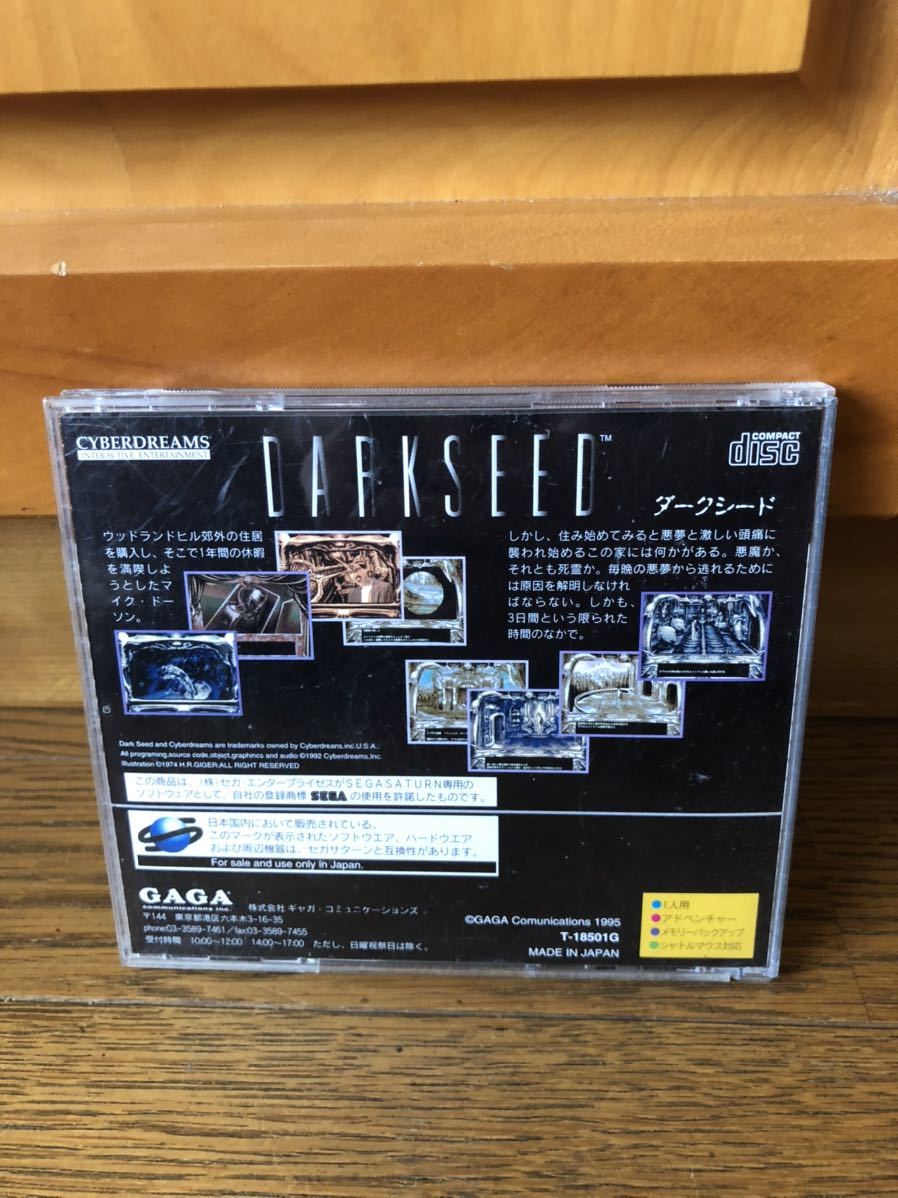 CYBERDREAMS
INTERACTIVE ENTERTAINMENT
DARKSEED™
COMPACT
disc
ダークシード
ウッドランドヒル郊外の住居
を購入し、そこで1年間の休暇
を満喫しよ
うとしたマ
イク・ドー
ソン。
しかし、住み始めてみると悪夢と激しい頭痛に
襲われ始めるこの家には何かがある。悪魔か、
それとも死霊か。毎晩の悪夢から逃れるために
は原因を解明しなけれ
ばならない。しかも、
3日間という限られた
時間のなかで。
Dark Seed and Cyberdreams are trademarks owned by Cyberdreans.inc.U.S.A.:
All programing,source code,object,graphincs and audio ©1992 Cyberdreams,Inc.
Illustration ©1974 H.R.GIGER;ALL RIGHT RESERVED
この商品は、(株)セガ・エンタープライゼスがSEGASATURN専用の
ソフトウェアとして、自社の登録商標 SEGA の使用を許諾したものです。
日本国内において販売されている、
このマークが表示されたソフトウエア、ハードウエア
および周辺機器は、セガサターンと互換性があります。
For sale and use only in Japan.
GAGA
communications inc.
株式会社 ギャガ・コミュニケーションズ
〒144 東京都港区六本木3-16-35
phone:03-3589-7461/fax:03-3589-7455
受付時間 10:00〜12:00 14:00〜17:00 ただし、日曜祝祭日は除く。
©GAGA Comunications 1995
T-18501G
MADE IN JAPAN
1人用
アドベンチャー
メモリーバックアップ
シャトルマウス対応